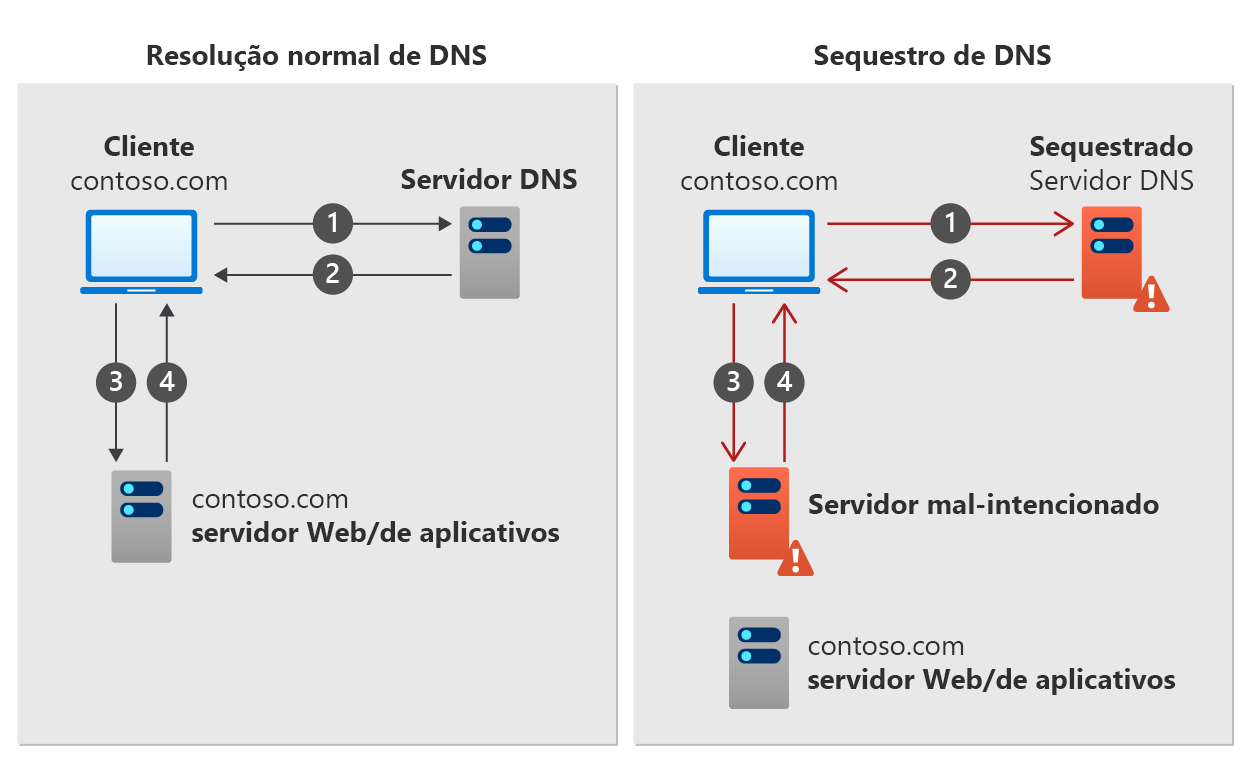 Resolução normal de DNS
Cliente
contoso.com
Servidor DNS
1
2
3
4
contoso.com
servidor Web/de aplicativos
Sequestro de DNS
Cliente
contoso.com
Sequestrado
Servidor DNS
1
2
3
4
Servidor mal-intencionado
contoso.com
servidor Web/de aplicativos